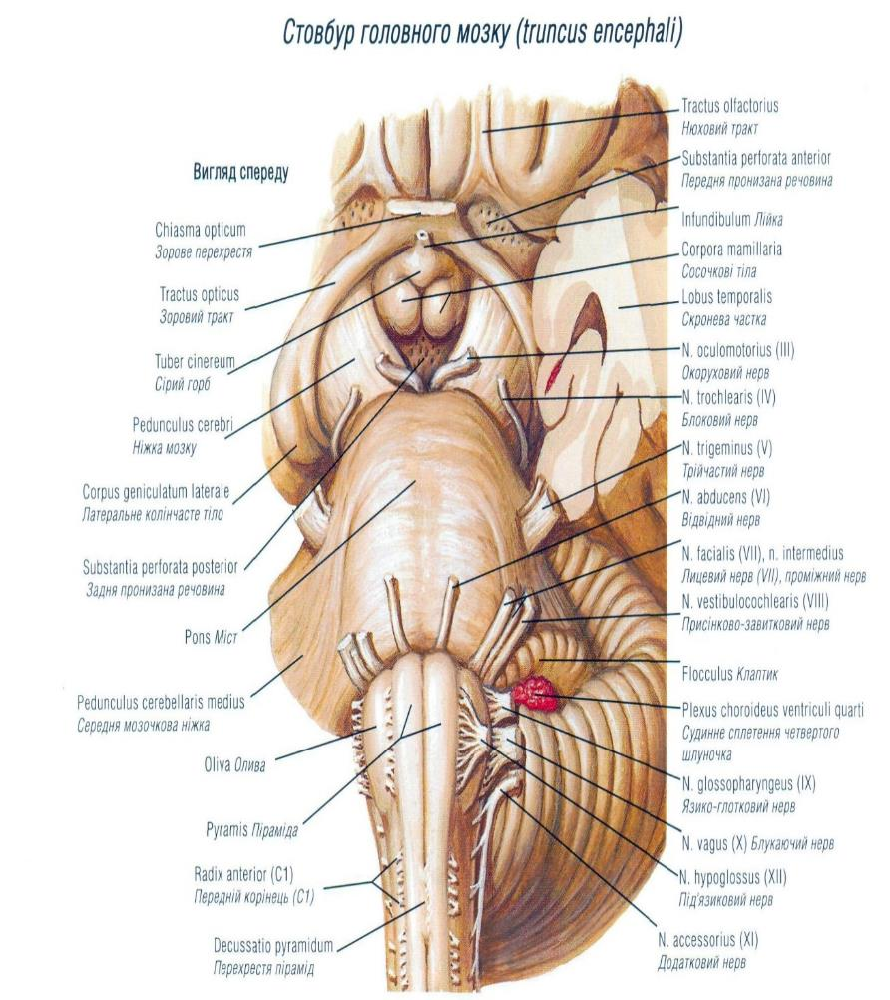 Стовбур головного мозку (truncus encephali)
Вигляд спереду
Chiasma opticum
Зорове перехрестя
Tractus opticus
Зоровий тракт
Tuber cinereum
Сірий горб
Pedunculus cerebri
Ніжка мозку
Corpus geniculatum laterale
Латеральне колінчасте тіло
Substantia perforata posterior
Задня пронизана речовина
Pons Міст
Pedunculus cerebellaris medius
Середня мозочкова ніжка
Oliva Олива
Pyramis Піраміда
Radix anterior (C1)
Передній корінець (C1)
Decussatio pyramidum
Перехрестя пірамід
Tractus olfactorius
Нюховий тракт
Substantia perforata anterior
Передня пронизана речовина
Infundibulum Лійка
Corpora mamillaria
Сосочкові тіла
Lobus temporalis
Скронева частка
N. oculomotorius (III)
Окоруховий нерв
N. trochlearis (IV)
Блоковий нерв
N. trigeminus (V)
Трійчастий нерв
N. abducens (VI)
Відвідний нерв
N. facialis (VII), n. intermedius
Лицевий нерв (VII), проміжний нерв
N. vestibulocochlearis (VIII)
Присінково-завитковий нерв
Flocculus Клаптик
Plexus choroideus ventriculi quarti
Судинне сплетення четвертого
шлуночка
N. glossopharyngeus (IX)
Язико-глотковий нерв
N. vagus (X) Блукаючий нерв
N. hypoglossus (XII)
Під'язиковий нерв
N. accessorius (XI)
Додатковий нерв